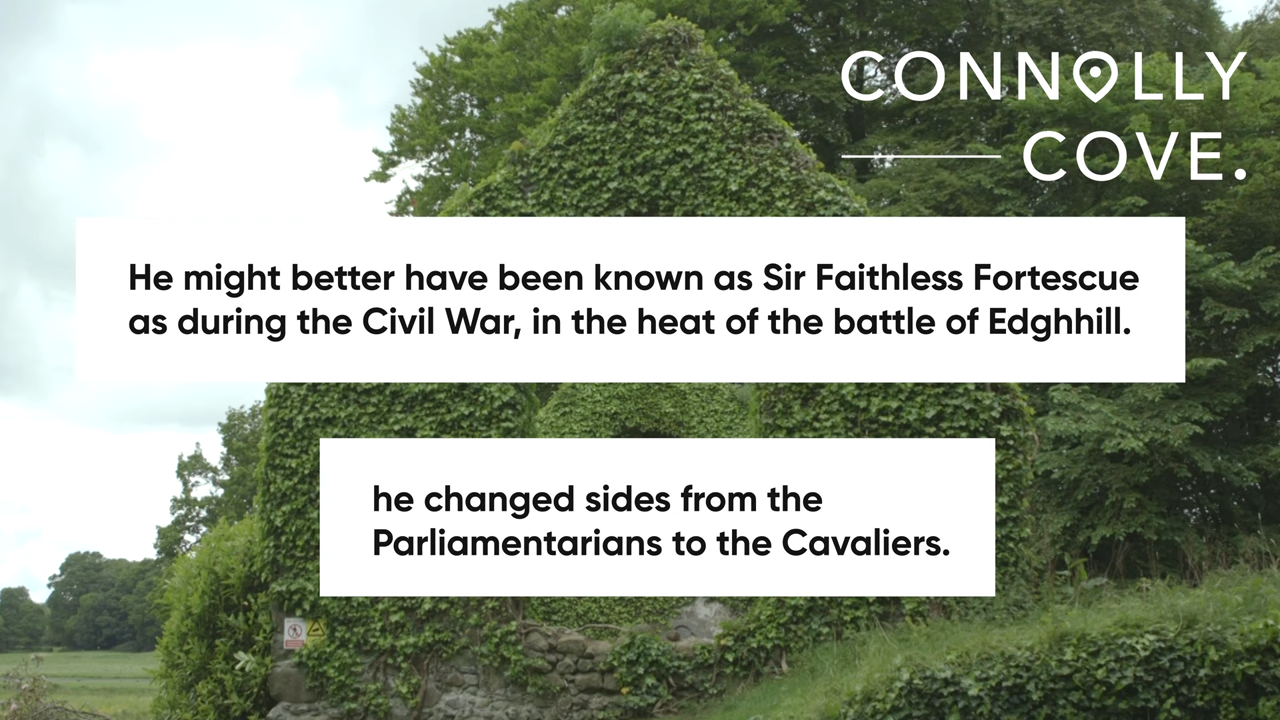 CONNOLLY
COVE.
He might better have been known as Sir Faithless Fortescue
as during the Civil War, in the heat of the battle of Edghhill.
he changed sides from the
Parliamentarians to the Cavaliers.